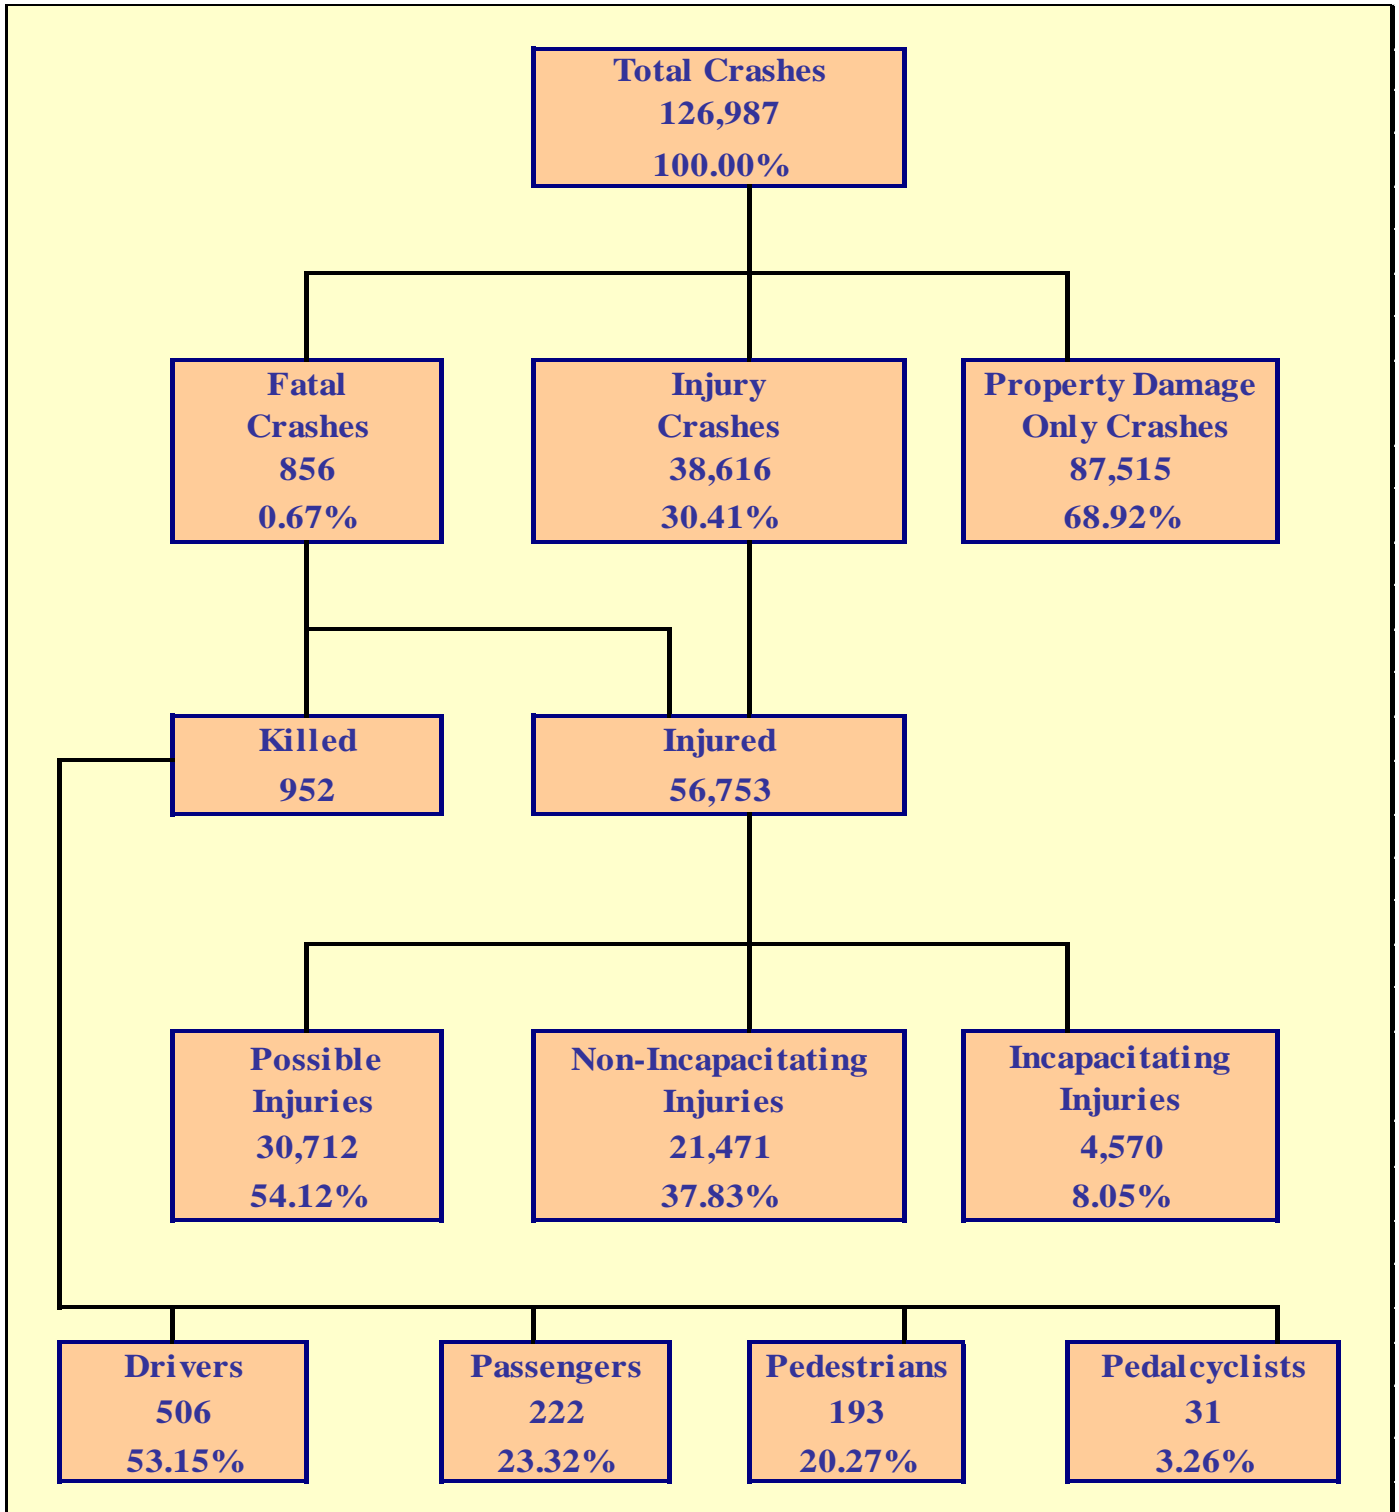 Total Crashes
126,987
100.00%
Fatal
Crashes
856
0.67%
Injury
Crashes
38,616
30.41%
Property Damage
Only Crashes
87,515
68.92%
Killed
952
Injured
56,753
Possible
Injuries
30,712
54.12%
Non-Incapacitating
Injuries
21,471
37.83%
Incapacitating
Injuries
4,570
8.05%
Drivers
506
53.15%
Passengers
222
23.32%
Pedestrians
193
20.27%
Pedalcyclists
31
3.26%